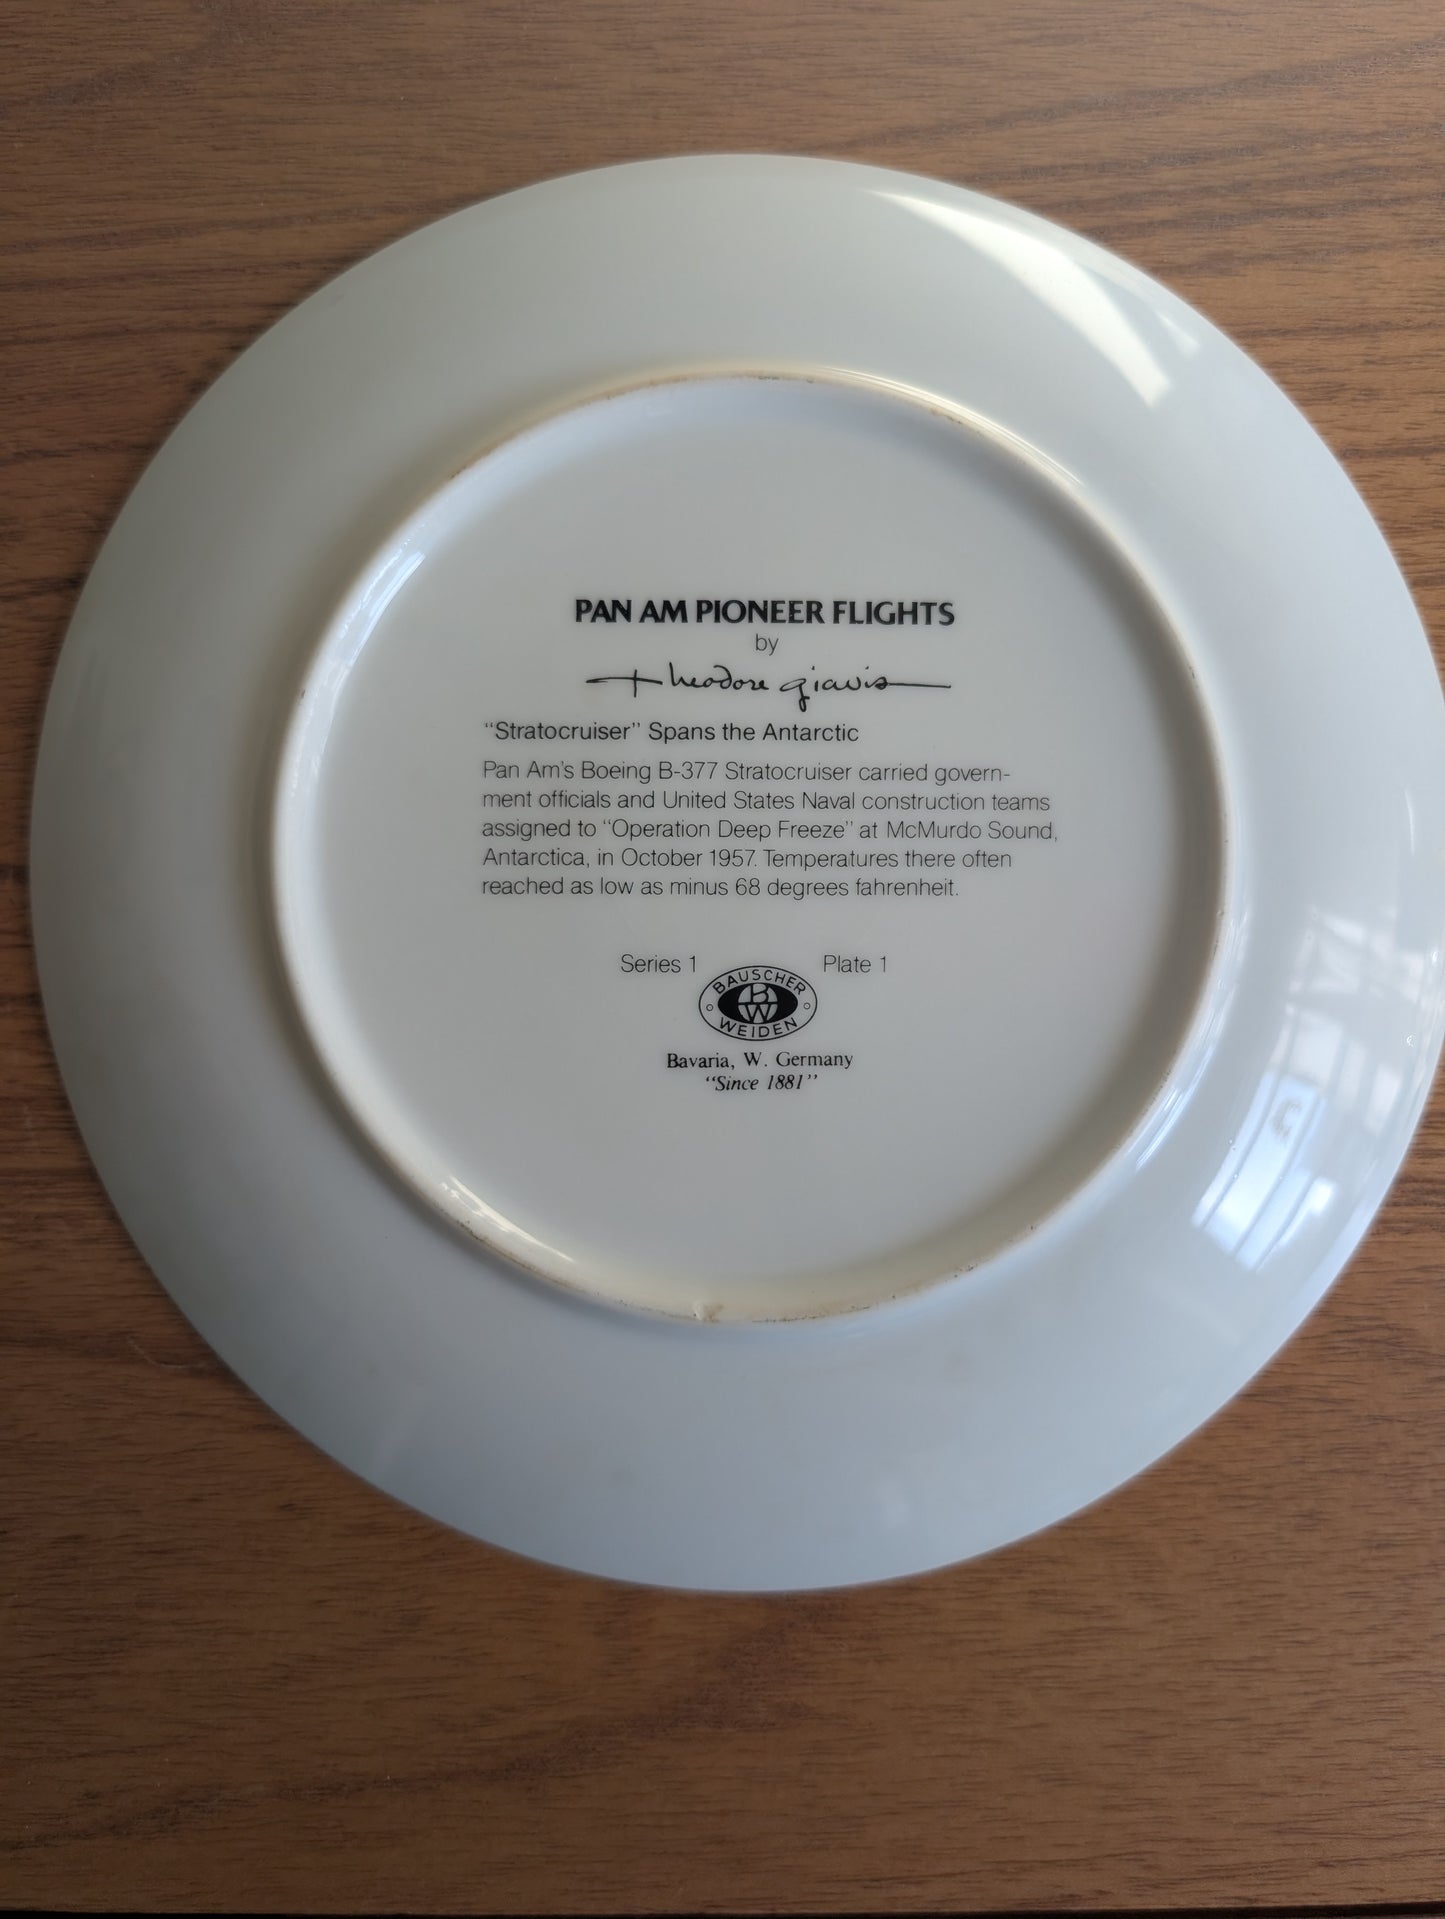 PAN AM PIONEER FLIGHTS
by
theodore giavis
"Stratocruiser" Spans the Antarctic
Pan Am's Boeing B-377 Stratocruiser carried govern-
ment officials and United States Naval construction teams
assigned to "Operation Deep Freeze" at McMurdo Sound,
Antarctica, in October 1957. Temperatures there often
reached as low as minus 68 degrees fahrenheit.
Series 1 Plate 1
BAUSCHER
BW
WEIDEN
Bavaria, W. Germany
"Since 1881"